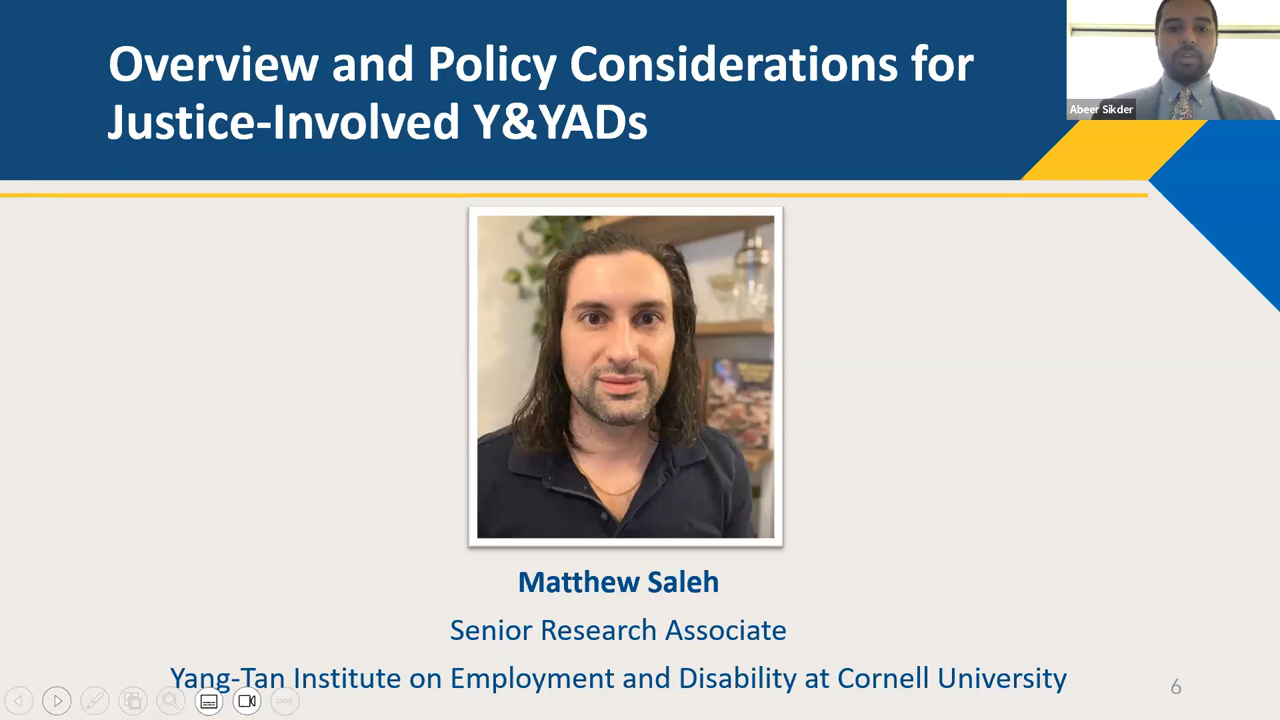 Overview and Policy Considerations for
Justice-Involved Y&YADs
Abeer Sikder
Matthew Saleh
Senior Research Associate
Yang-Tan Institute on Employment and Disability at Cornell University
6